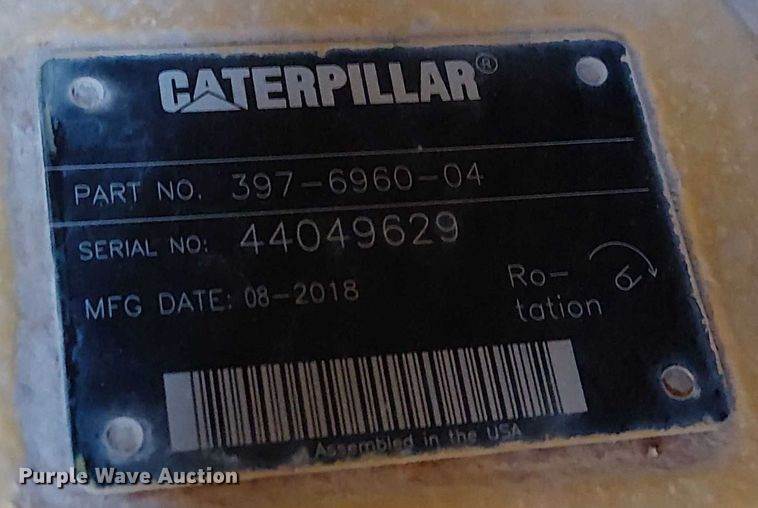 CATERPILLAR®
PART NO. 397-6960-04
SERIAL NO: 44049629
MFG DATE: 08-2018
Ro-
tation
Assembled in the USA
Purple Wave Auction